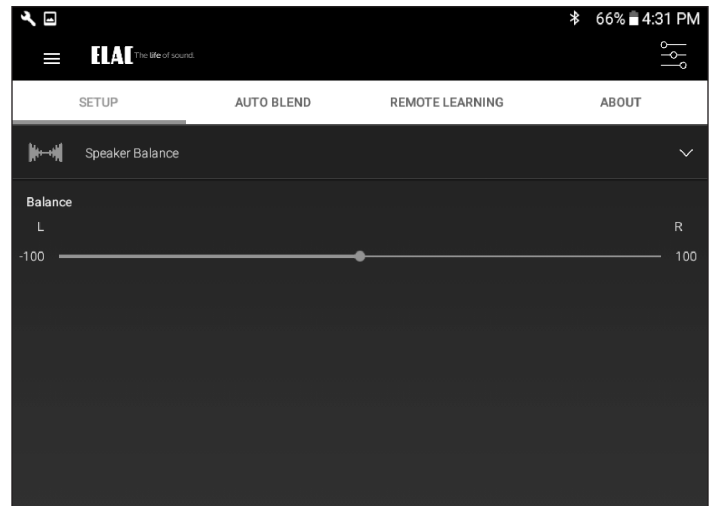 66% 4:31 PM
ELAC The life of sound.
SETUP AUTO BLEND REMOTE LEARNING ABOUT
Speaker Balance
Balance
L R
-100 100